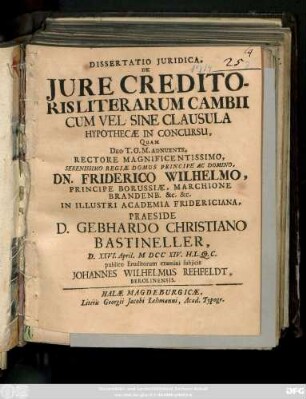 DISSERTATIO JURIDICA,
DE
JURE CREDITO-
RIS LITERARUM CAMBII
CUM VEL SINE CLAUSULA
HYPOTHECÆ IN CONCURSU,
QUAM
DEO T.O.M. ADNUENTE,
RECTORE MAGNIFICENTISSIMO,
SERENISSIMO REGIÆ DOMUS PRINCIPE AC DOMINO,
DN. FRIDERICO WILHELMO,
PRINCIPE BORUSSIÆ, MARCHIONE
BRANDENB. &c. &c.
IN ILLUSTRI ACADEMIA FRIDERICIANA,
PRAESIDE
D. GEBHARDO CHRISTIANO
BASTINELLER,
D. XXVI. April. M DCC XIV. H.L.Q.C.
publico Eruditorum examini subjicit
JOHANNES WILHELMUS REHFELDT,
BEROLINENSIS.
HALÆ MAGDEBURGICÆ,
Literis Georgii Jacobi Lehmanni, Acad. Typogr.